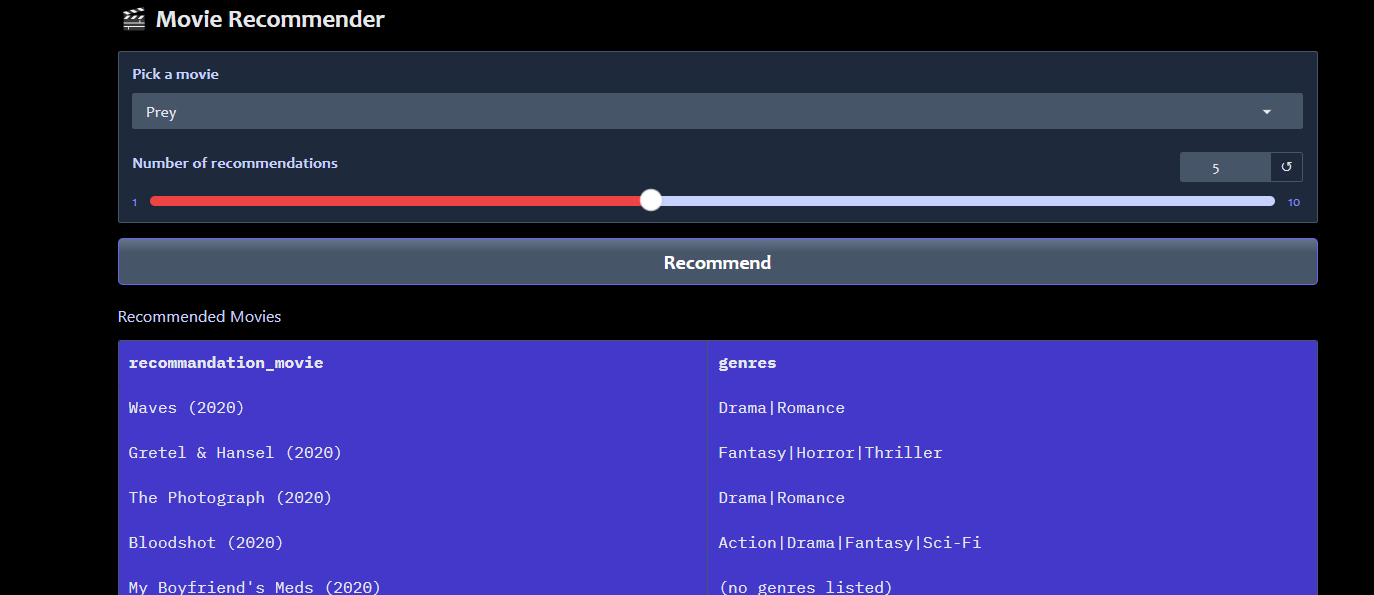 🎬 Movie Recommender
Pick a movie
Prey
Number of recommendations
5
1
10
Recommend
Recommended Movies
recommandation_movie genres
Waves (2020) Drama|Romance
Gretel & Hansel (2020) Fantasy|Horror|Thriller
The Photograph (2020) Drama|Romance
Bloodshot (2020) Action|Drama|Fantasy|Sci-Fi
My Boyfriend's Meds (2020) (no genres listed)